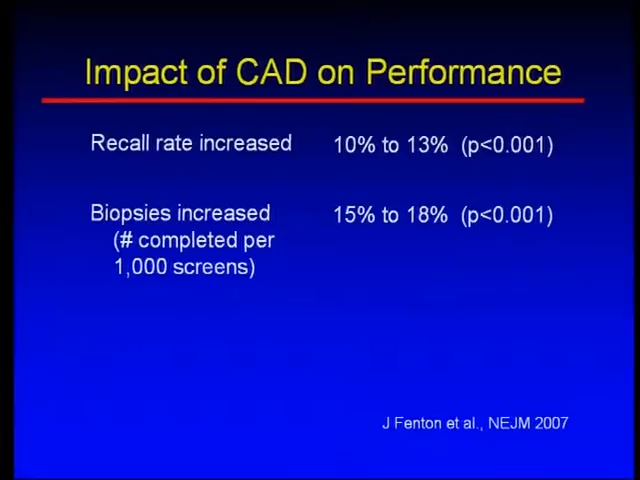 Impact of CAD on Performance
Recall rate increased 10% to 13% (p<0.001)
Biopsies increased 15% to 18% (p<0.001)
(# completed per
1,000 screens)
J Fenton et al., NEJM 2007